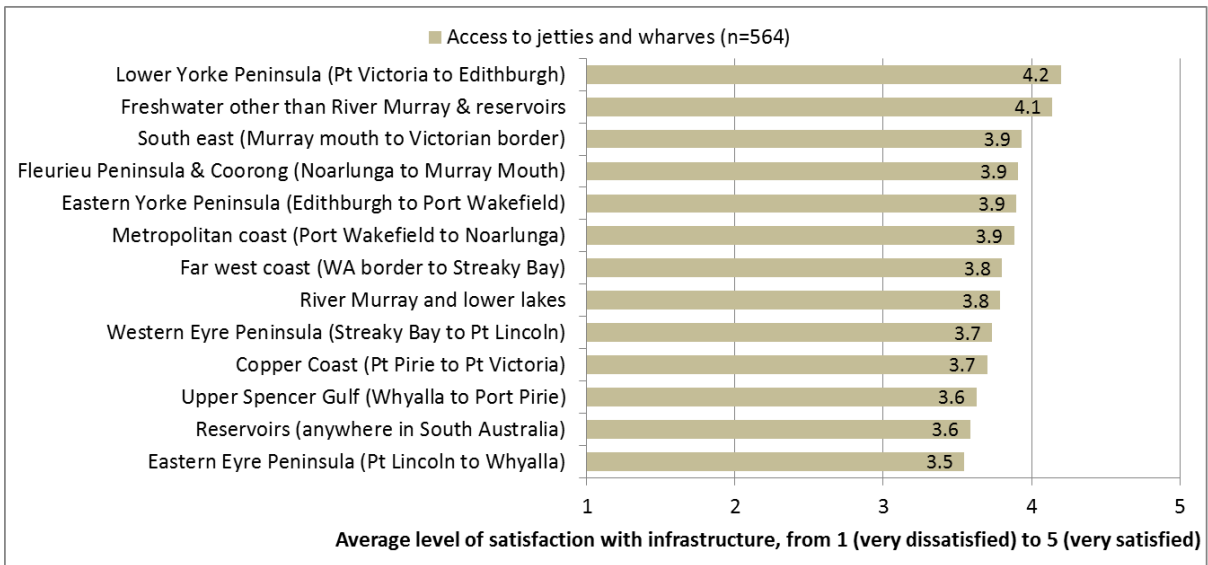 Access to jetties and wharves (n=564)
Lower Yorke Peninsula (Pt Victoria to Edithburgh) 4.2
Freshwater other than River Murray & reservoirs 4.1
South east (Murray mouth to Victorian border) 3.9
Fleurieu Peninsula & Coorong (Noarlunga to Murray Mouth) 3.9
Eastern Yorke Peninsula (Edithburgh to Port Wakefield) 3.9
Metropolitan coast (Port Wakefield to Noarlunga) 3.9
Far west coast (WA border to Streaky Bay) 3.8
River Murray and lower lakes 3.8
Western Eyre Peninsula (Streaky Bay to Pt Lincoln) 3.7
Copper Coast (Pt Pirie to Pt Victoria) 3.7
Upper Spencer Gulf (Whyalla to Port Pirie) 3.6
Reservoirs (anywhere in South Australia) 3.6
Eastern Eyre Peninsula (Pt Lincoln to Whyalla) 3.5
1 2 3 4 5
Average level of satisfaction with infrastructure, from 1 (very dissatisfied) to 5 (very satisfied)